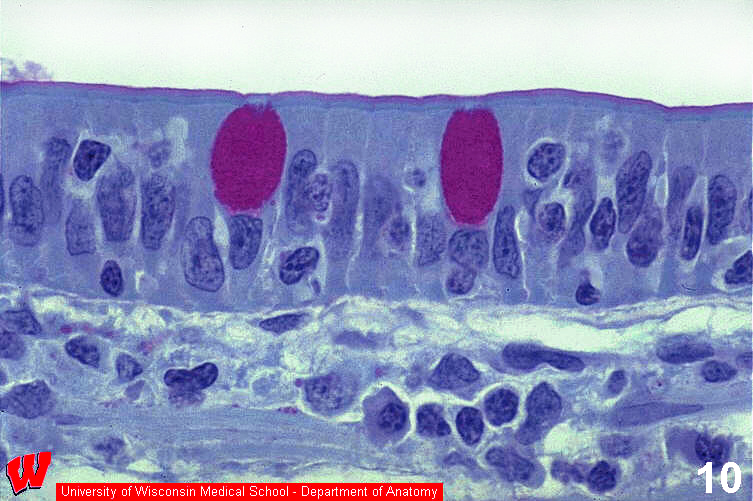 10
W
University of Wisconsin Medical School - Department of Anatomy